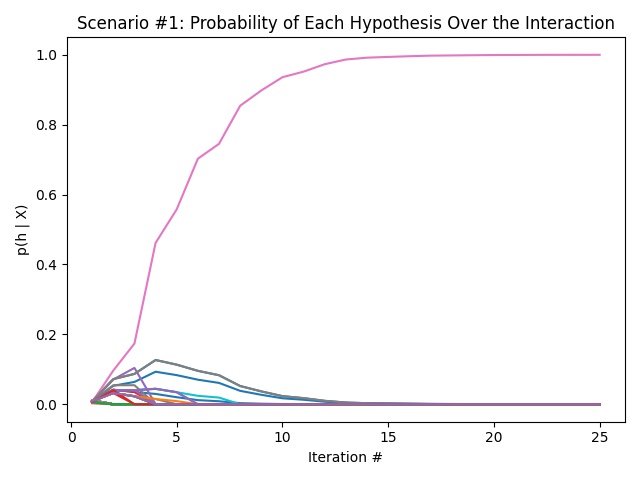 Scenario #1: Probability of Each Hypothesis Over the Interaction
1.0
0.8
0.6
0.4
0.2
0.0
p(h | X)
0 5 10 15 20 25
Iteration #